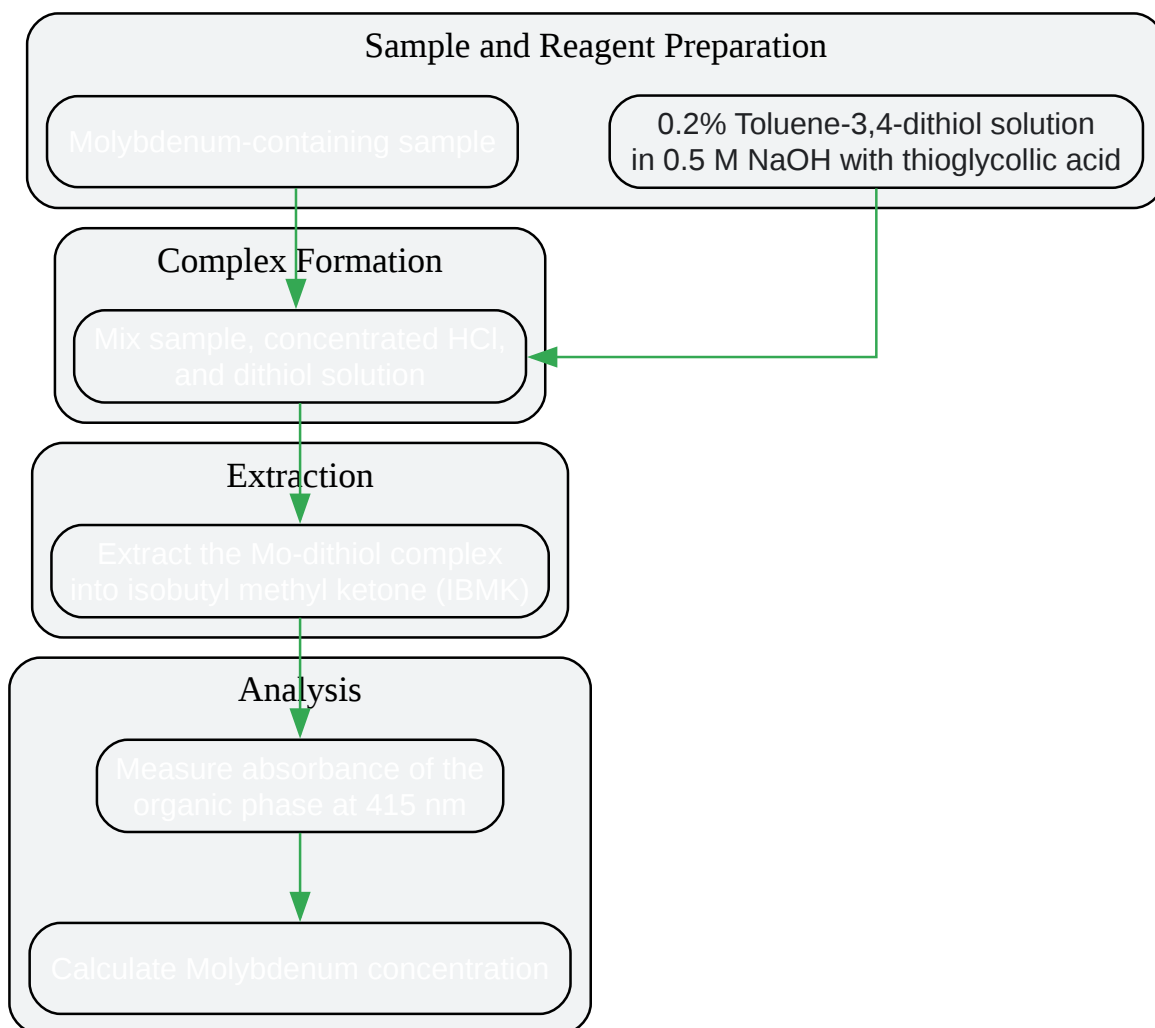 Sample and Reagent Preparation
Molybdenum-containing sample
0.2% Toluene-3,4-dithiol solution
in 0.5 M NaOH with thioglycollic acid
Complex Formation
Mix sample, concentrated HCl,
and dithiol solution
Extraction
Extract the Mo-dithiol complex
into isobutyl methyl ketone (IBMK)
Analysis
Measure absorbance of the
organic phase at 415 nm
Calculate Molybdenum concentration